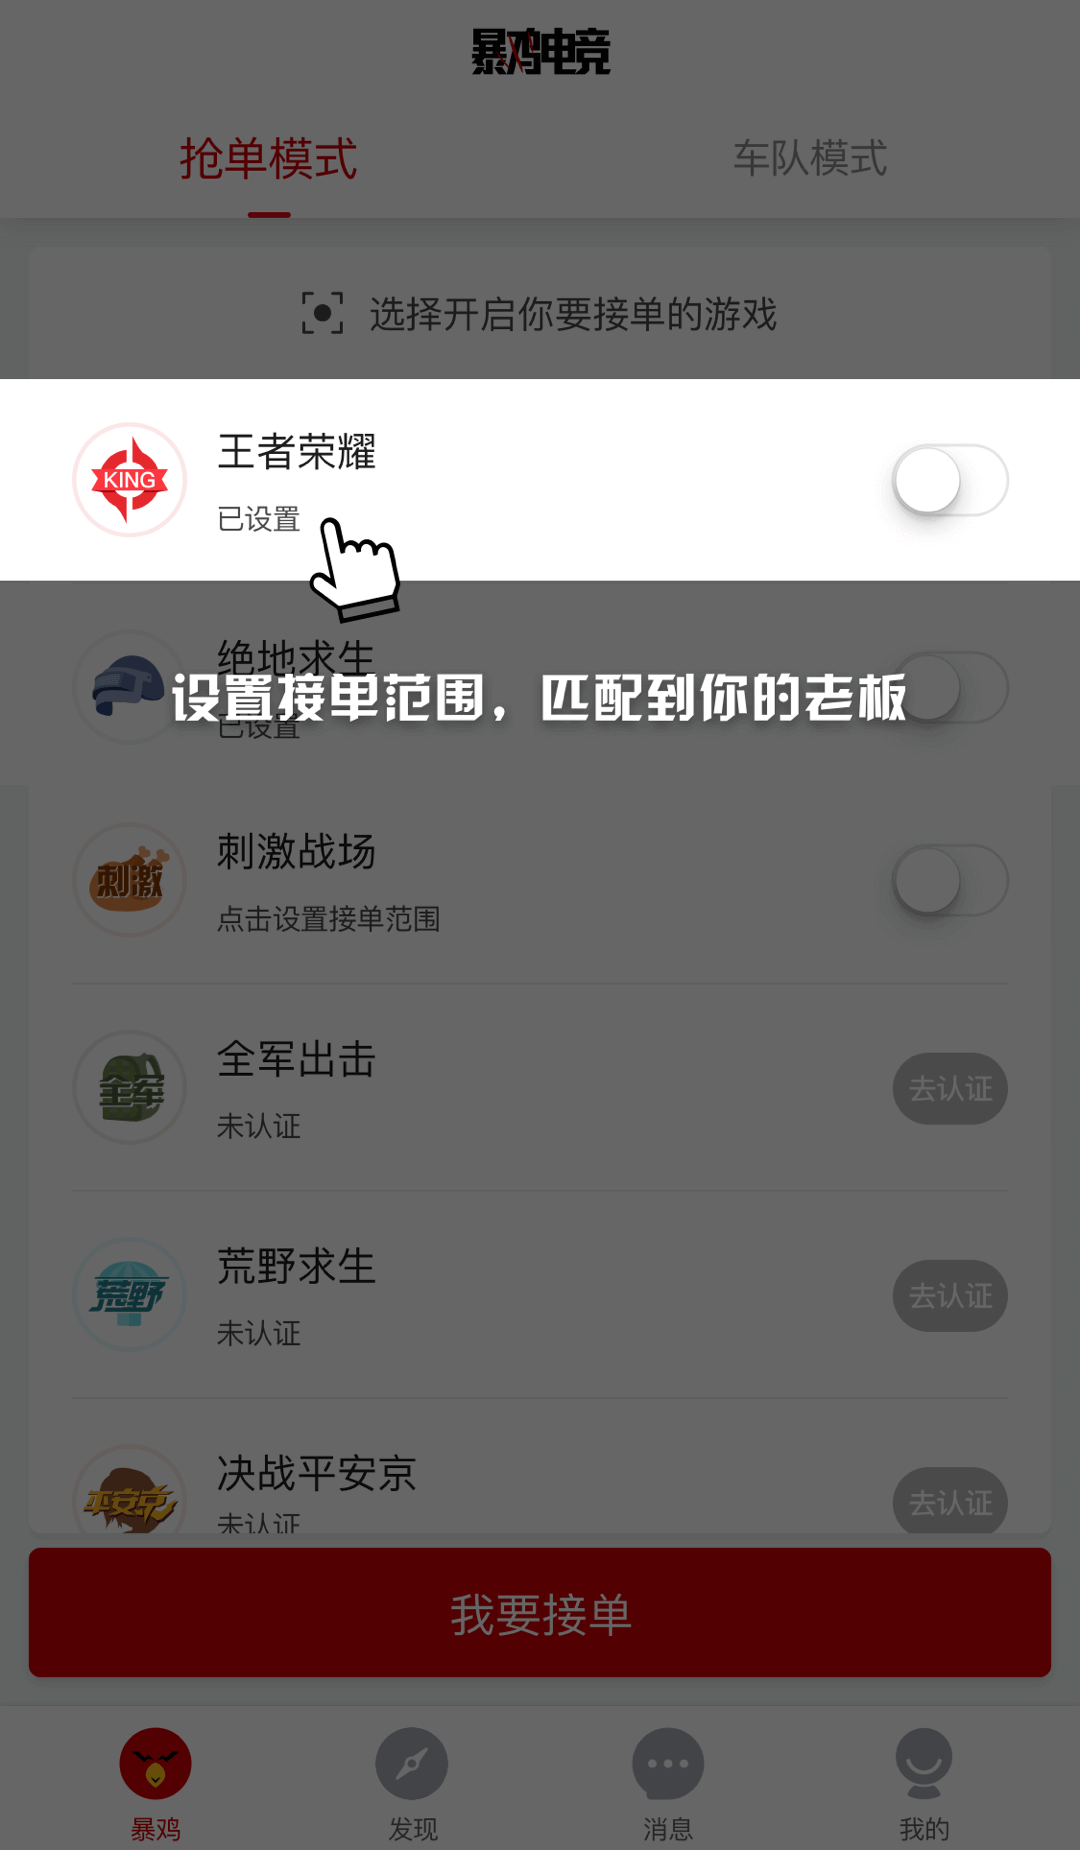 暴鸡电竞
抢单模式
车队模式
选择开启你要接单的游戏
KING
王者荣耀
已设置
绝地求生
设置接单范围，匹配到你的老板
已设置
刺激
刺激战场
点击设置接单范围
全军
全军出击
未认证
去认证
荒野
荒野求生
未认证
去认证
平安京
决战平安京
未认证
去认证
我要接单
暴鸡
发现
消息
我的